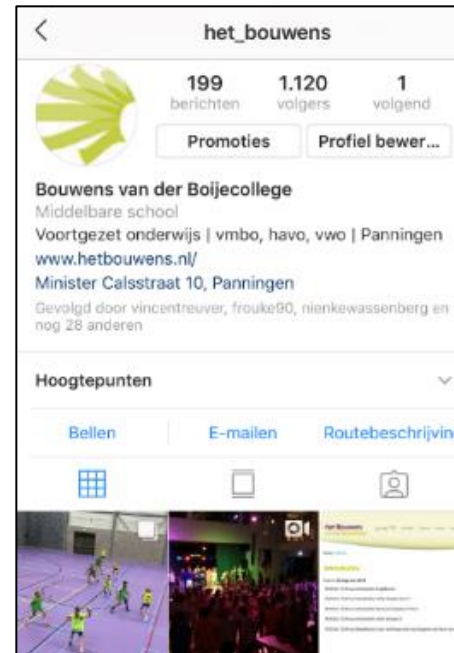 het_bouwens
199 1.120 1
berichten volgers volgend
Promoties Profiel bewer...
Bouwens van der Boijecollege
Middelbare school
Voortgezet onderwijs | vmbo, havo, vwo | Panningen
www.hetbouwens.nl/
Minister Calsstraat 10, Panningen
Gevolgd door vincentreuver, frouke90, nienkewassenberg en
nog 28 anderen
Hoogtepunten
Bellen E-mailen Routebeschrijvin